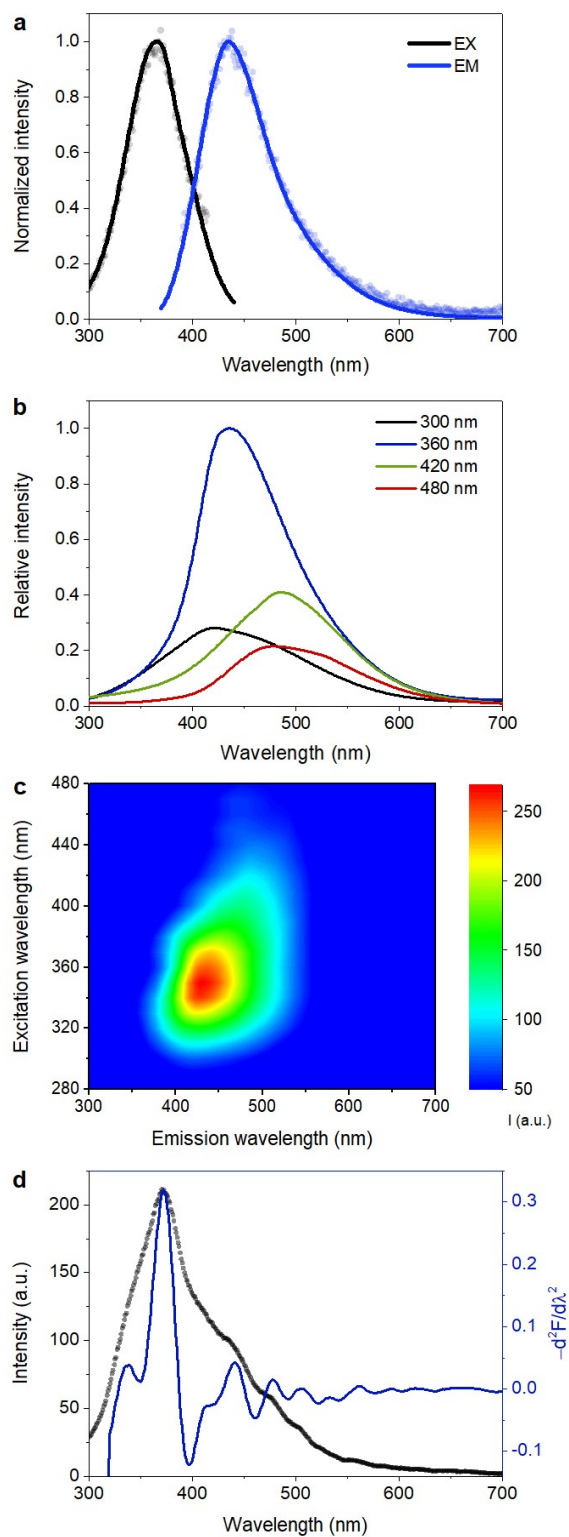 a
EX
EM
1.0
0.8
0.6
0.4
0.2
0.0
Normalized intensity
300 400 500 600 700
Wavelength (nm)
b
300 nm
360 nm
420 nm
480 nm
1.0
0.8
0.6
0.4
0.2
0.0
Relative intensity
300 400 500 600 700
Wavelength (nm)
c
480
440
400
360
320
280
Excitation wavelength (nm)
300 400 500 600 700
Emission wavelength (nm)
250
200
150
100
50
I (a.u.)
d
200
150
100
50
0
Intensity (a.u.)
0.3
0.2
0.1
0.0
-0.1
–d²F/dλ²
300 400 500 600 700
Wavelength (nm)